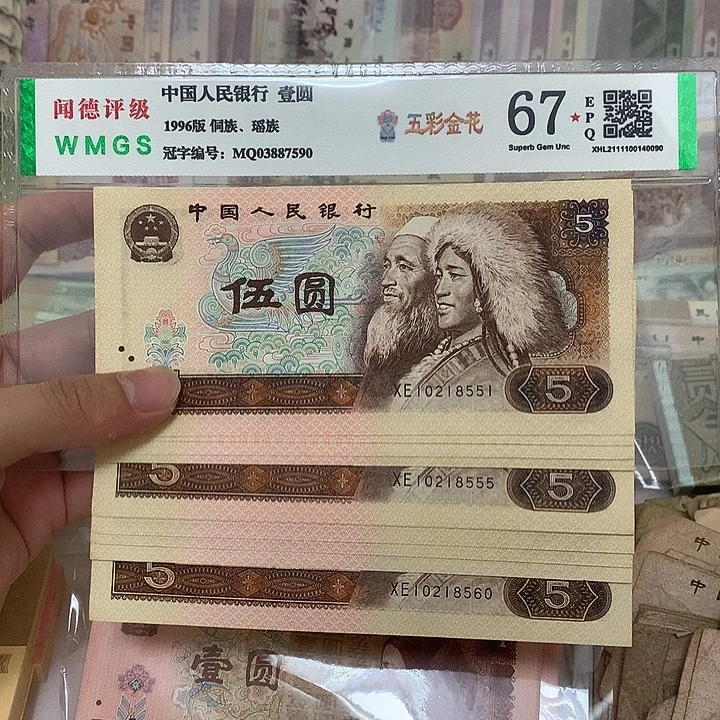 闻德评级
WMGS
中国人民银行 壹圆
1996版 侗族、瑶族
冠字编号：MQ03887590
五彩金花
67★
EPQ
Superb Gem Unc
XHL2111100140090
中国人民银行
5
伍圆
XE10218551
5
5
XE10218555
5
5
XE10218560
5
壹圆
中
中